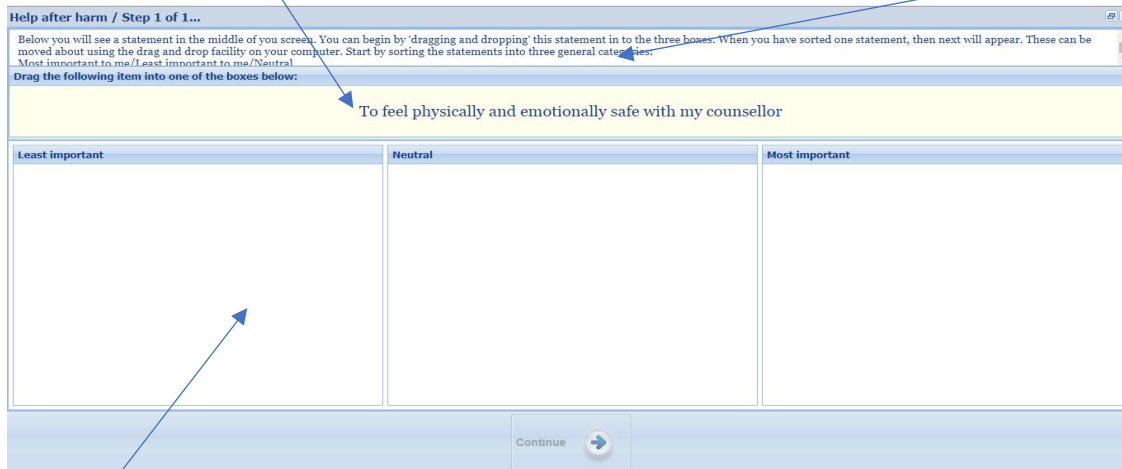 Help after harm / Step 1 of 1...
Below you will see a statement in the middle of you screen. You can begin by 'dragging and dropping' this statement in to the three boxes. When you have sorted one statement, then next will appear. These can be
moved about using the drag and drop facility on your computer. Start by sorting the statements into three general categories:
Most important to me/Least important to me/Neutral
Drag the following item into one of the boxes below:
To feel physically and emotionally safe with my counsellor
Least important
Neutral
Most important
Continue